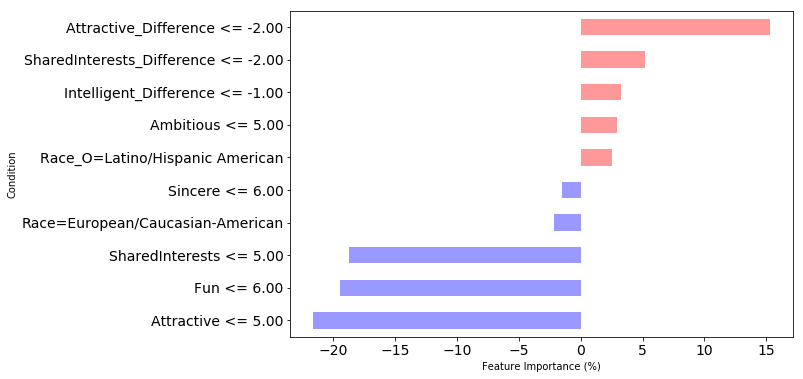 Attractive_Difference <= -2.00
SharedInterests_Difference <= -2.00
Intelligent_Difference <= -1.00
Ambitious <= 5.00
Race_O=Latino/Hispanic American
Sincere <= 6.00
Race=European/Caucasian-American
SharedInterests <= 5.00
Fun <= 6.00
Attractive <= 5.00
Condition
−20 −15 −10 −5 0 5 10 15
Feature Importance (%)